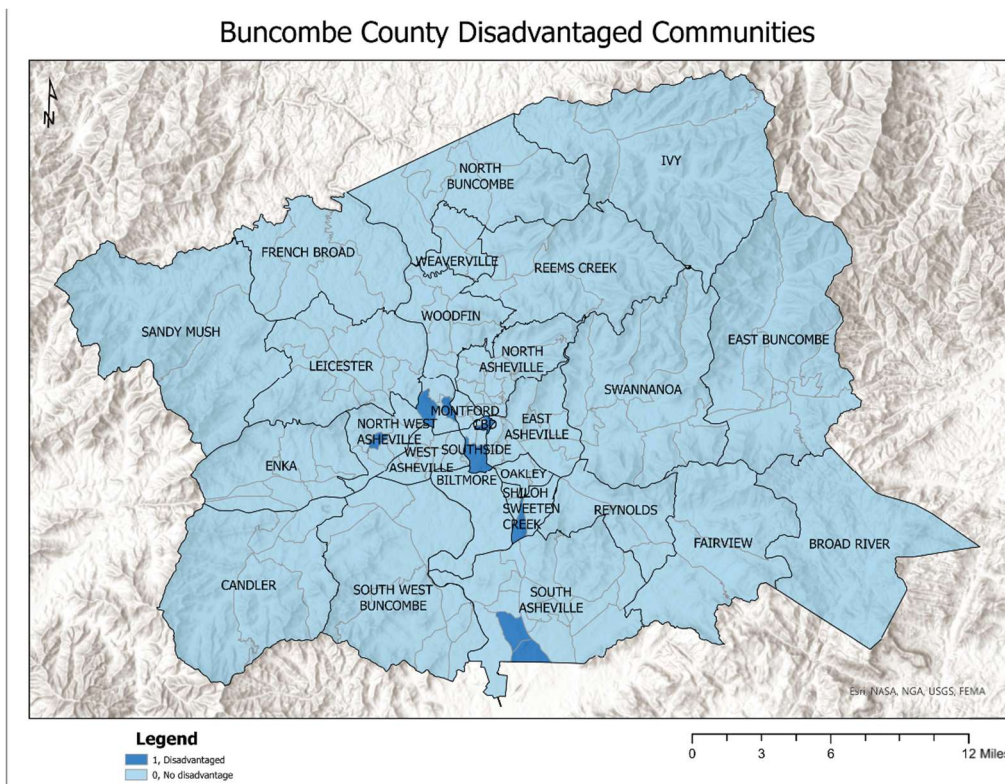 Buncombe County Disadvantaged Communities
N
IVY
NORTH
BUNCOMBE
FRENCH BROAD
WEAVERVILLE
REEMS CREEK
SANDY MUSH
WOODFIN
EAST BUNCOMBE
NORTH
ASHEVILLE
LEICESTER
SWANNANOA
MONTFORD
CBD
NORTH WEST
ASHEVILLE
EAST
ASHEVILLE
WEST
ASHEVILLE
SOUTHSIDE
ENKA
BILTMORE
OAKLEY
SHILOH
SWEETEN
CREEK
REYNOLDS
FAIRVIEW
BROAD RIVER
CANDLER
SOUTH WEST
BUNCOMBE
SOUTH
ASHEVILLE
Esri, NASA, NGA, USGS, FEMA
Legend
1, Disadvantaged
0, No disadvantage
0 3 6 12 Miles